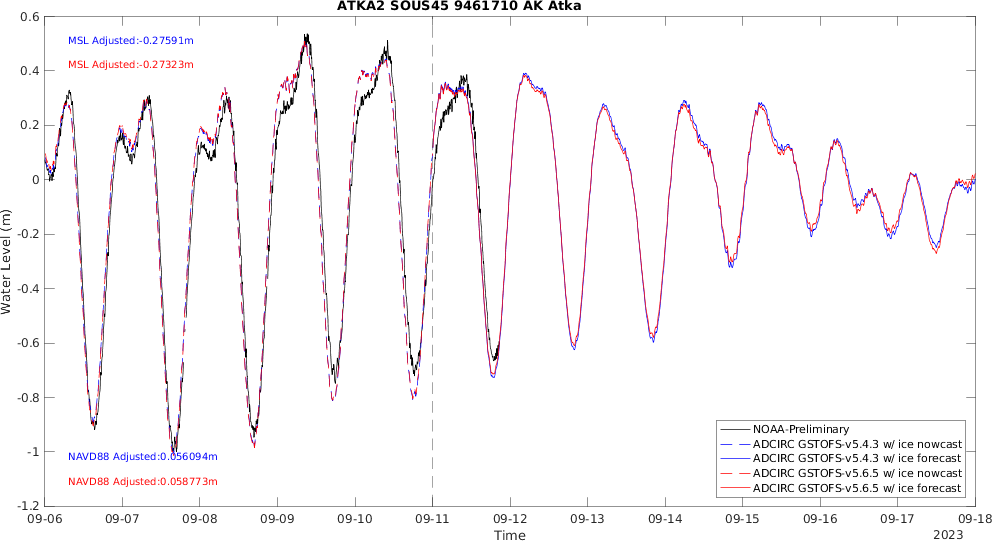 ATKA2 SOUS45 9461710 AK Atka
0.6
0.4
0.2
0
-0.2
-0.4
-0.6
-0.8
-1
-1.2
Water Level (m)
MSL Adjusted:-0.27591m
MSL Adjusted:-0.27323m
NAVD88 Adjusted:0.056094m
NAVD88 Adjusted:0.058773m
NOAA-Preliminary
ADCIRC GSTOFS-v5.4.3 w/ ice nowcast
ADCIRC GSTOFS-v5.4.3 w/ ice forecast
ADCIRC GSTOFS-v5.6.5 w/ ice nowcast
ADCIRC GSTOFS-v5.6.5 w/ ice forecast
09-06 09-07 09-08 09-09 09-10 09-11 09-12 09-13 09-14 09-15 09-16 09-17 09-18
Time
2023